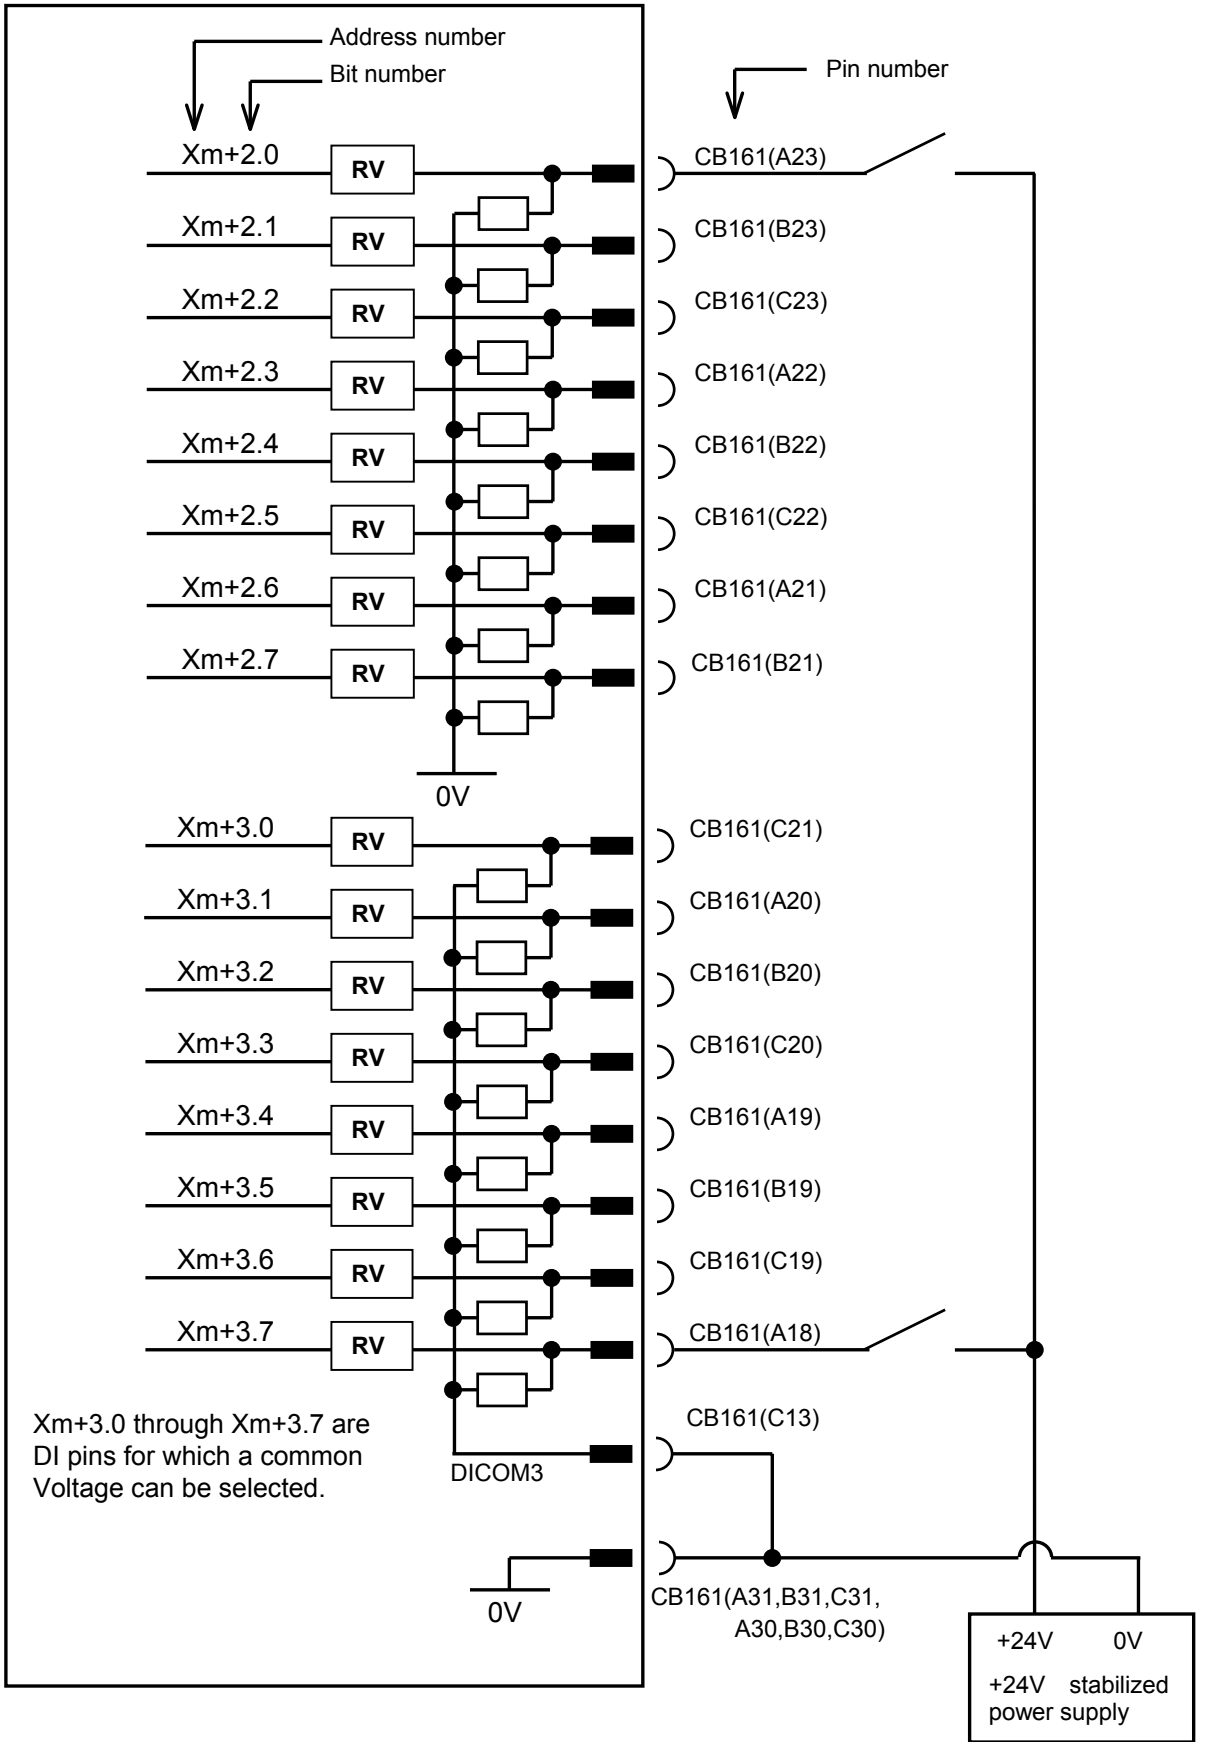 Address number
Bit number
Pin number
Xm+2.0 RV CB161(A23)
Xm+2.1 RV CB161(B23)
Xm+2.2 RV CB161(C23)
Xm+2.3 RV CB161(A22)
Xm+2.4 RV CB161(B22)
Xm+2.5 RV CB161(C22)
Xm+2.6 RV CB161(A21)
Xm+2.7 RV CB161(B21)
0V
Xm+3.0 RV CB161(C21)
Xm+3.1 RV CB161(A20)
Xm+3.2 RV CB161(B20)
Xm+3.3 RV CB161(C20)
Xm+3.4 RV CB161(A19)
Xm+3.5 RV CB161(B19)
Xm+3.6 RV CB161(C19)
Xm+3.7 RV CB161(A18)
Xm+3.0 through Xm+3.7 are
DI pins for which a common
Voltage can be selected.
CB161(C13)
DICOM3
0V
CB161(A31,B31,C31,
A30,B30,C30)
+24V 0V
+24V stabilized
power supply